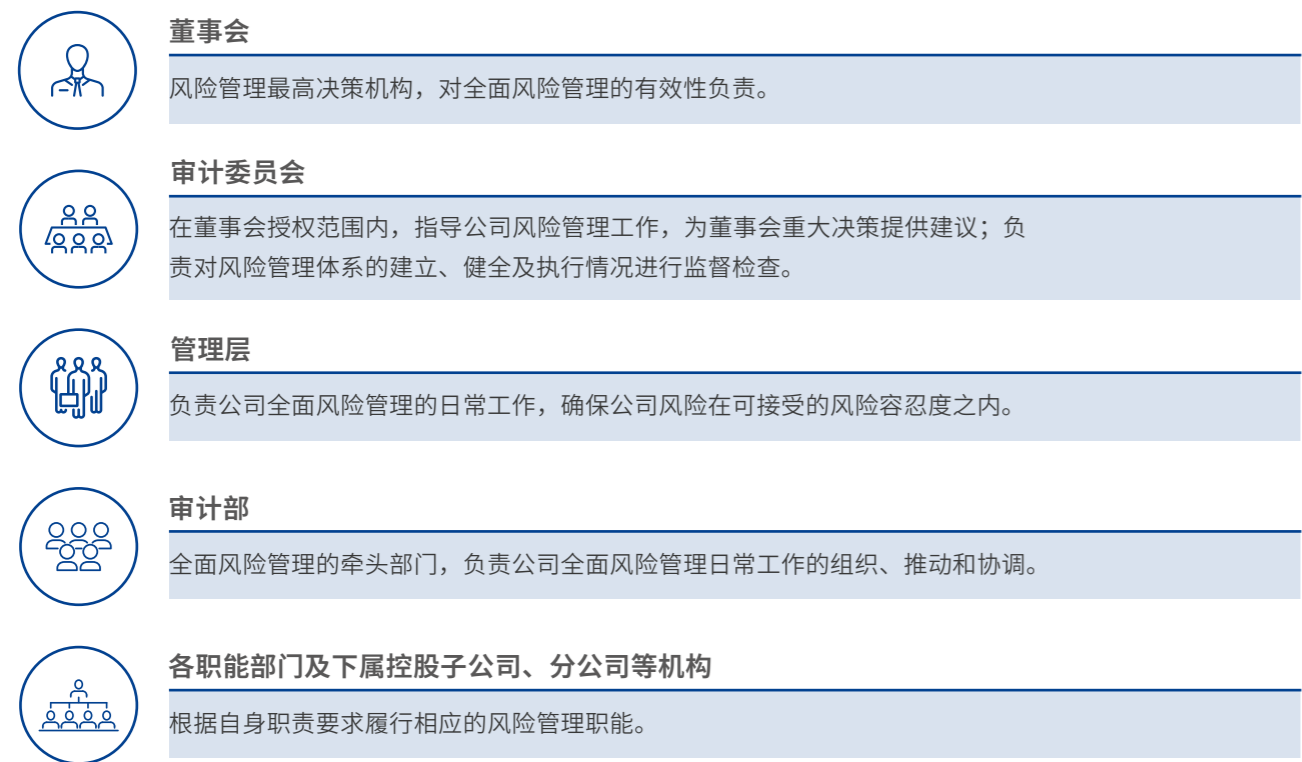 董事会
风险管理最高决策机构，对全面风险管理的有效性负责。
审计委员会
在董事会授权范围内，指导公司风险管理工作，为董事会重大决策提供建议；负
责对风险管理体系的建立、健全及执行情况进行监督检查。
管理层
负责公司全面风险管理的日常工作，确保公司风险在可接受的风险容忍度之内。
审计部
全面风险管理的牵头部门，负责公司全面风险管理日常工作的组织、推动和协调。
各职能部门及下属控股子公司、分公司等机构
根据自身职责要求履行相应的风险管理职能。